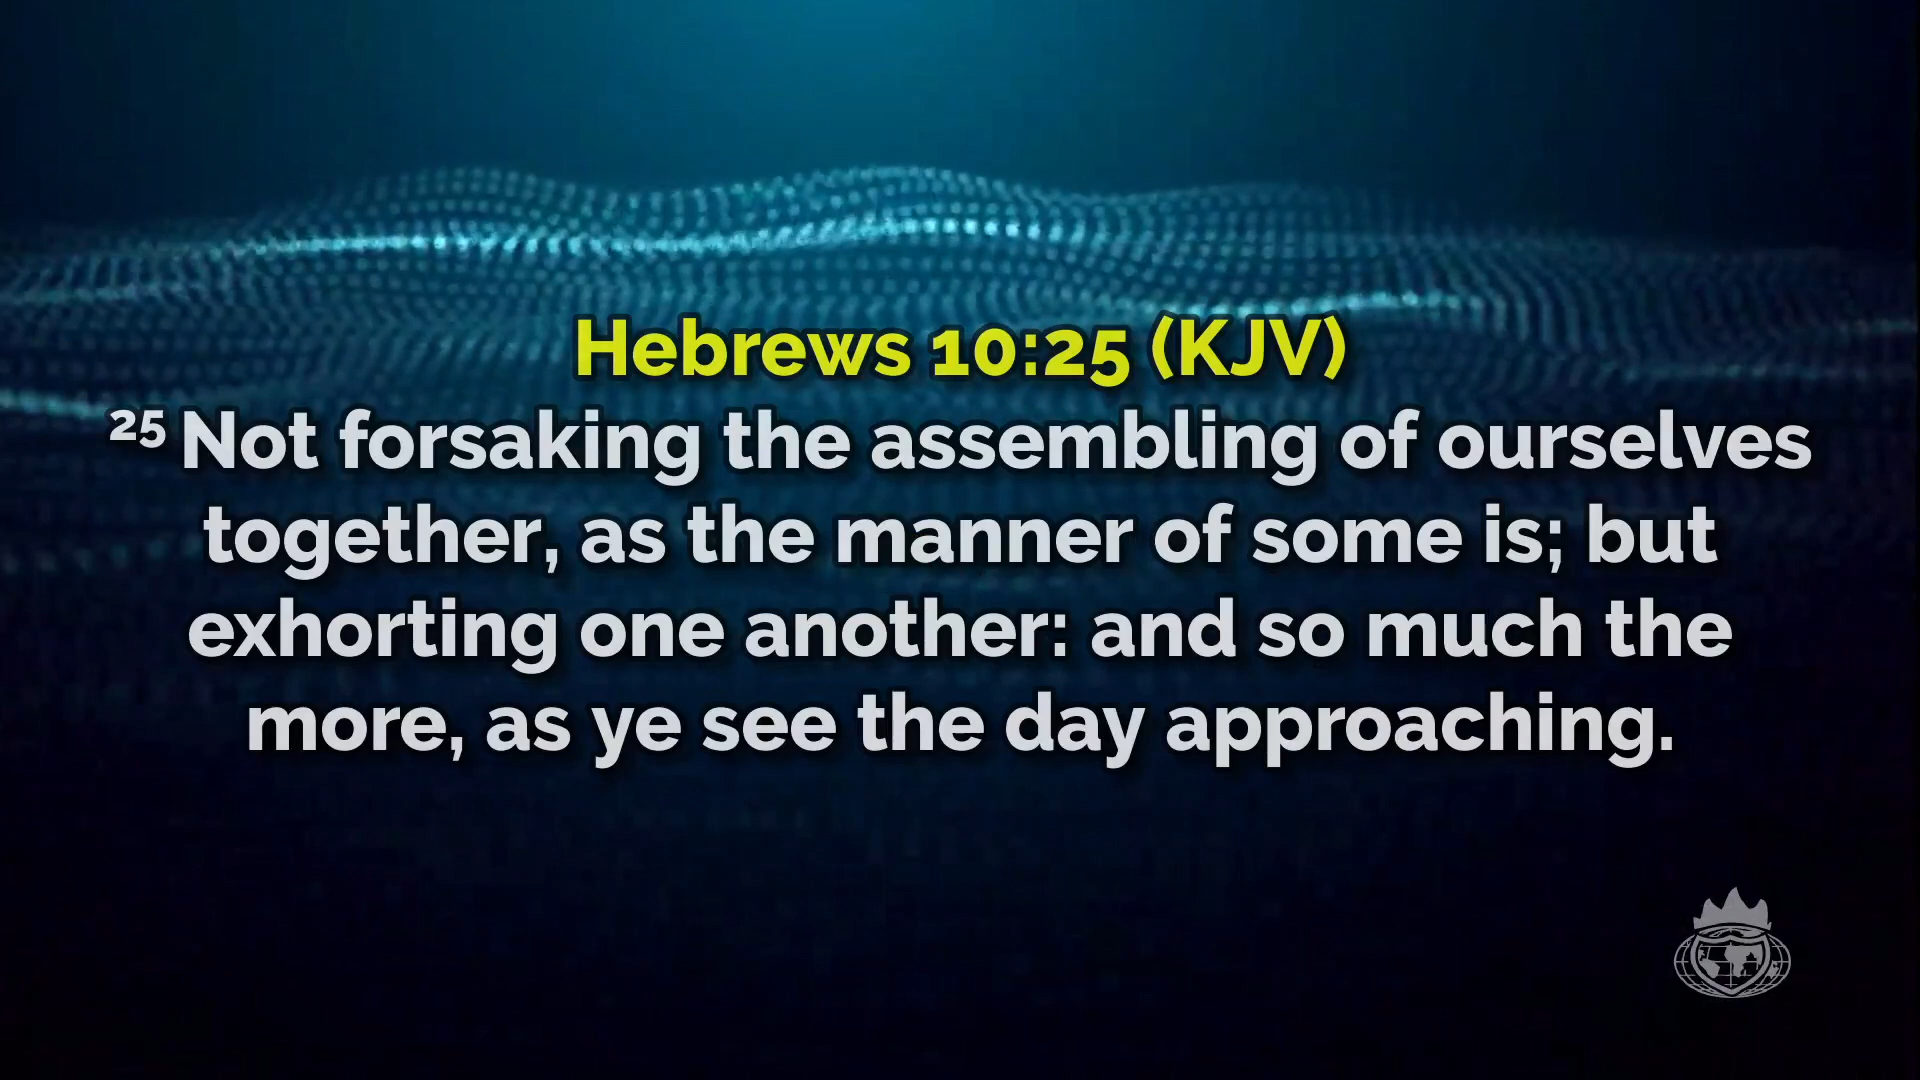 Hebrews 10:25 (KJV)
25 Not forsaking the assembling of ourselves
together, as the manner of some is; but
exhorting one another: and so much the
more, as ye see the day approaching.